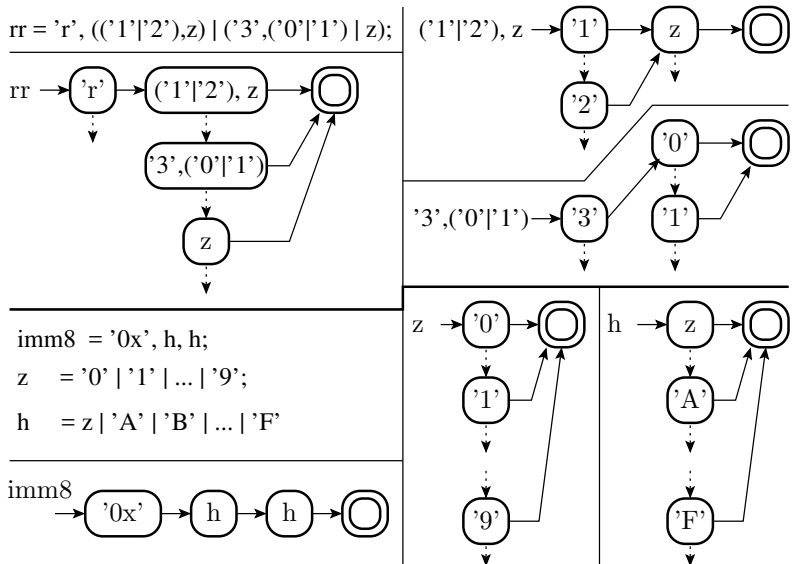 rr = 'r', (('1'|'2'),z) | ('3',('0'|'1') | z);
rr 'r' ('1'|'2'), z
'3',('0'|'1')
z
('1'|'2'), z '1' z
'2'
'0'
'3',('0'|'1') '3' '1'
imm8 = '0x', h, h;
z = '0' | '1' | ... | '9';
h = z | 'A' | 'B' | ... | 'F'
imm8 '0x' h h
z '0'
'1'
'9'
h z
'A'
'F'